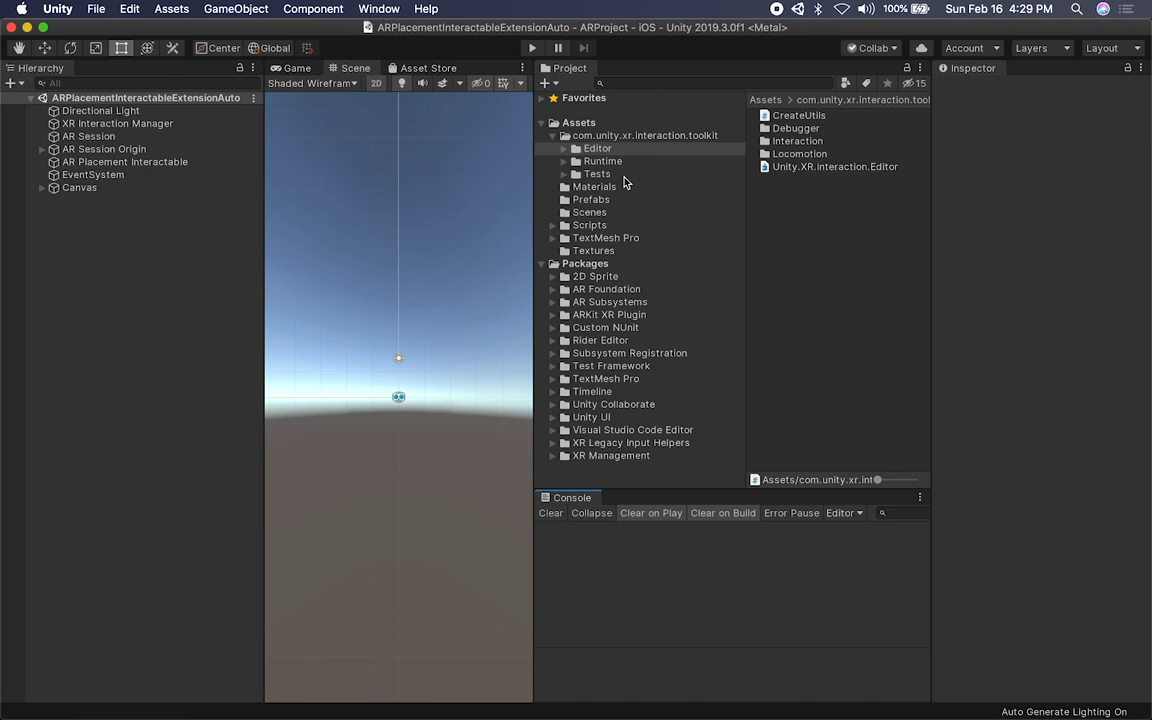 Unity File Edit Assets GameObject Component Window Help 100% Sun Feb 16 4:29 PM
ARPlacementInteractableExtensionAuto - ARProject - iOS - Unity 2019.3.0f1 <Metal>
Center Global Collab Account Layers Layout
Hierarchy Game Scene Asset Store Project Inspector
All Shaded Wirefram 2D 0 15
ARPlacementInteractableExtensionAuto
Directional Light
XR Interaction Manager
AR Session
AR Session Origin
AR Placement Interactable
EventSystem
Canvas
Favorites
Assets
com.unity.xr.interaction.toolkit
Editor
Runtime
Tests
Materials
Prefabs
Scenes
Scripts
TextMesh Pro
Textures
Packages
2D Sprite
AR Foundation
AR Subsystems
ARKit XR Plugin
Custom NUnit
Rider Editor
Subsystem Registration
Test Framework
TextMesh Pro
Timeline
Unity Collaborate
Unity UI
Visual Studio Code Editor
XR Legacy Input Helpers
XR Management
Assets > com.unity.xr.interaction.tool
CreateUtils
Debugger
Interaction
Locomotion
Unity.XR.Interaction.Editor
Assets/com.unity.xr.int
Console
Clear Collapse Clear on Play Clear on Build Error Pause Editor
Auto Generate Lighting On